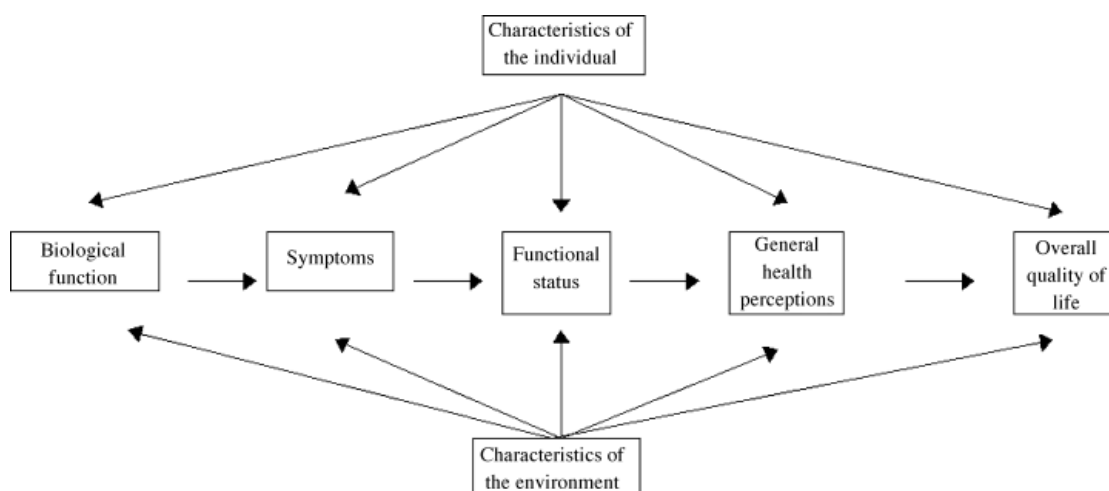 Characteristics of
the individual
Biological
function
Symptoms
Functional
status
General
health
perceptions
Overall
quality of
life
Characteristics of
the environment